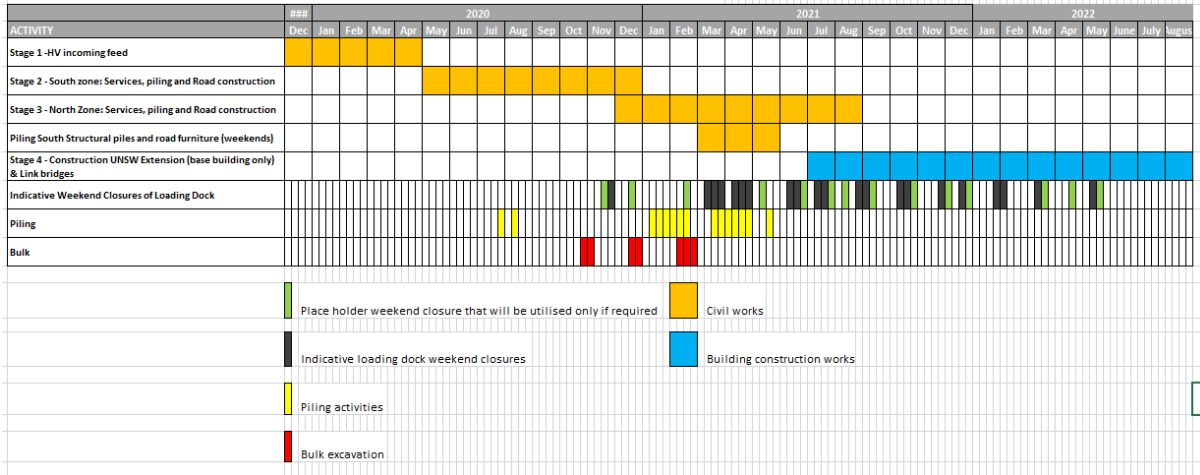 ### 2020 2021 2022
ACTIVITY Dec Jan Feb Mar Apr May Jun Jul Aug Sep Oct Nov Dec Jan Feb Mar Apr May Jun Jul Aug Sep Oct Nov Dec Jan Feb Mar Apr May June July Augus
Stage 1 -HV incoming feed
Stage 2 - South zone: Services, piling and Road construction
Stage 3 - North Zone: Services, piling and Road construction
Piling South Structural piles and road furniture (weekends)
Stage 4 - Construction UNSW Extension (base building only)
& Link bridges
Indicative Weekend Closures of Loading Dock
Piling
Bulk
Place holder weekend closure that will be utilised only if required Civil works
Indicative loading dock weekend closures Building construction works
Piling activities
Bulk excavation